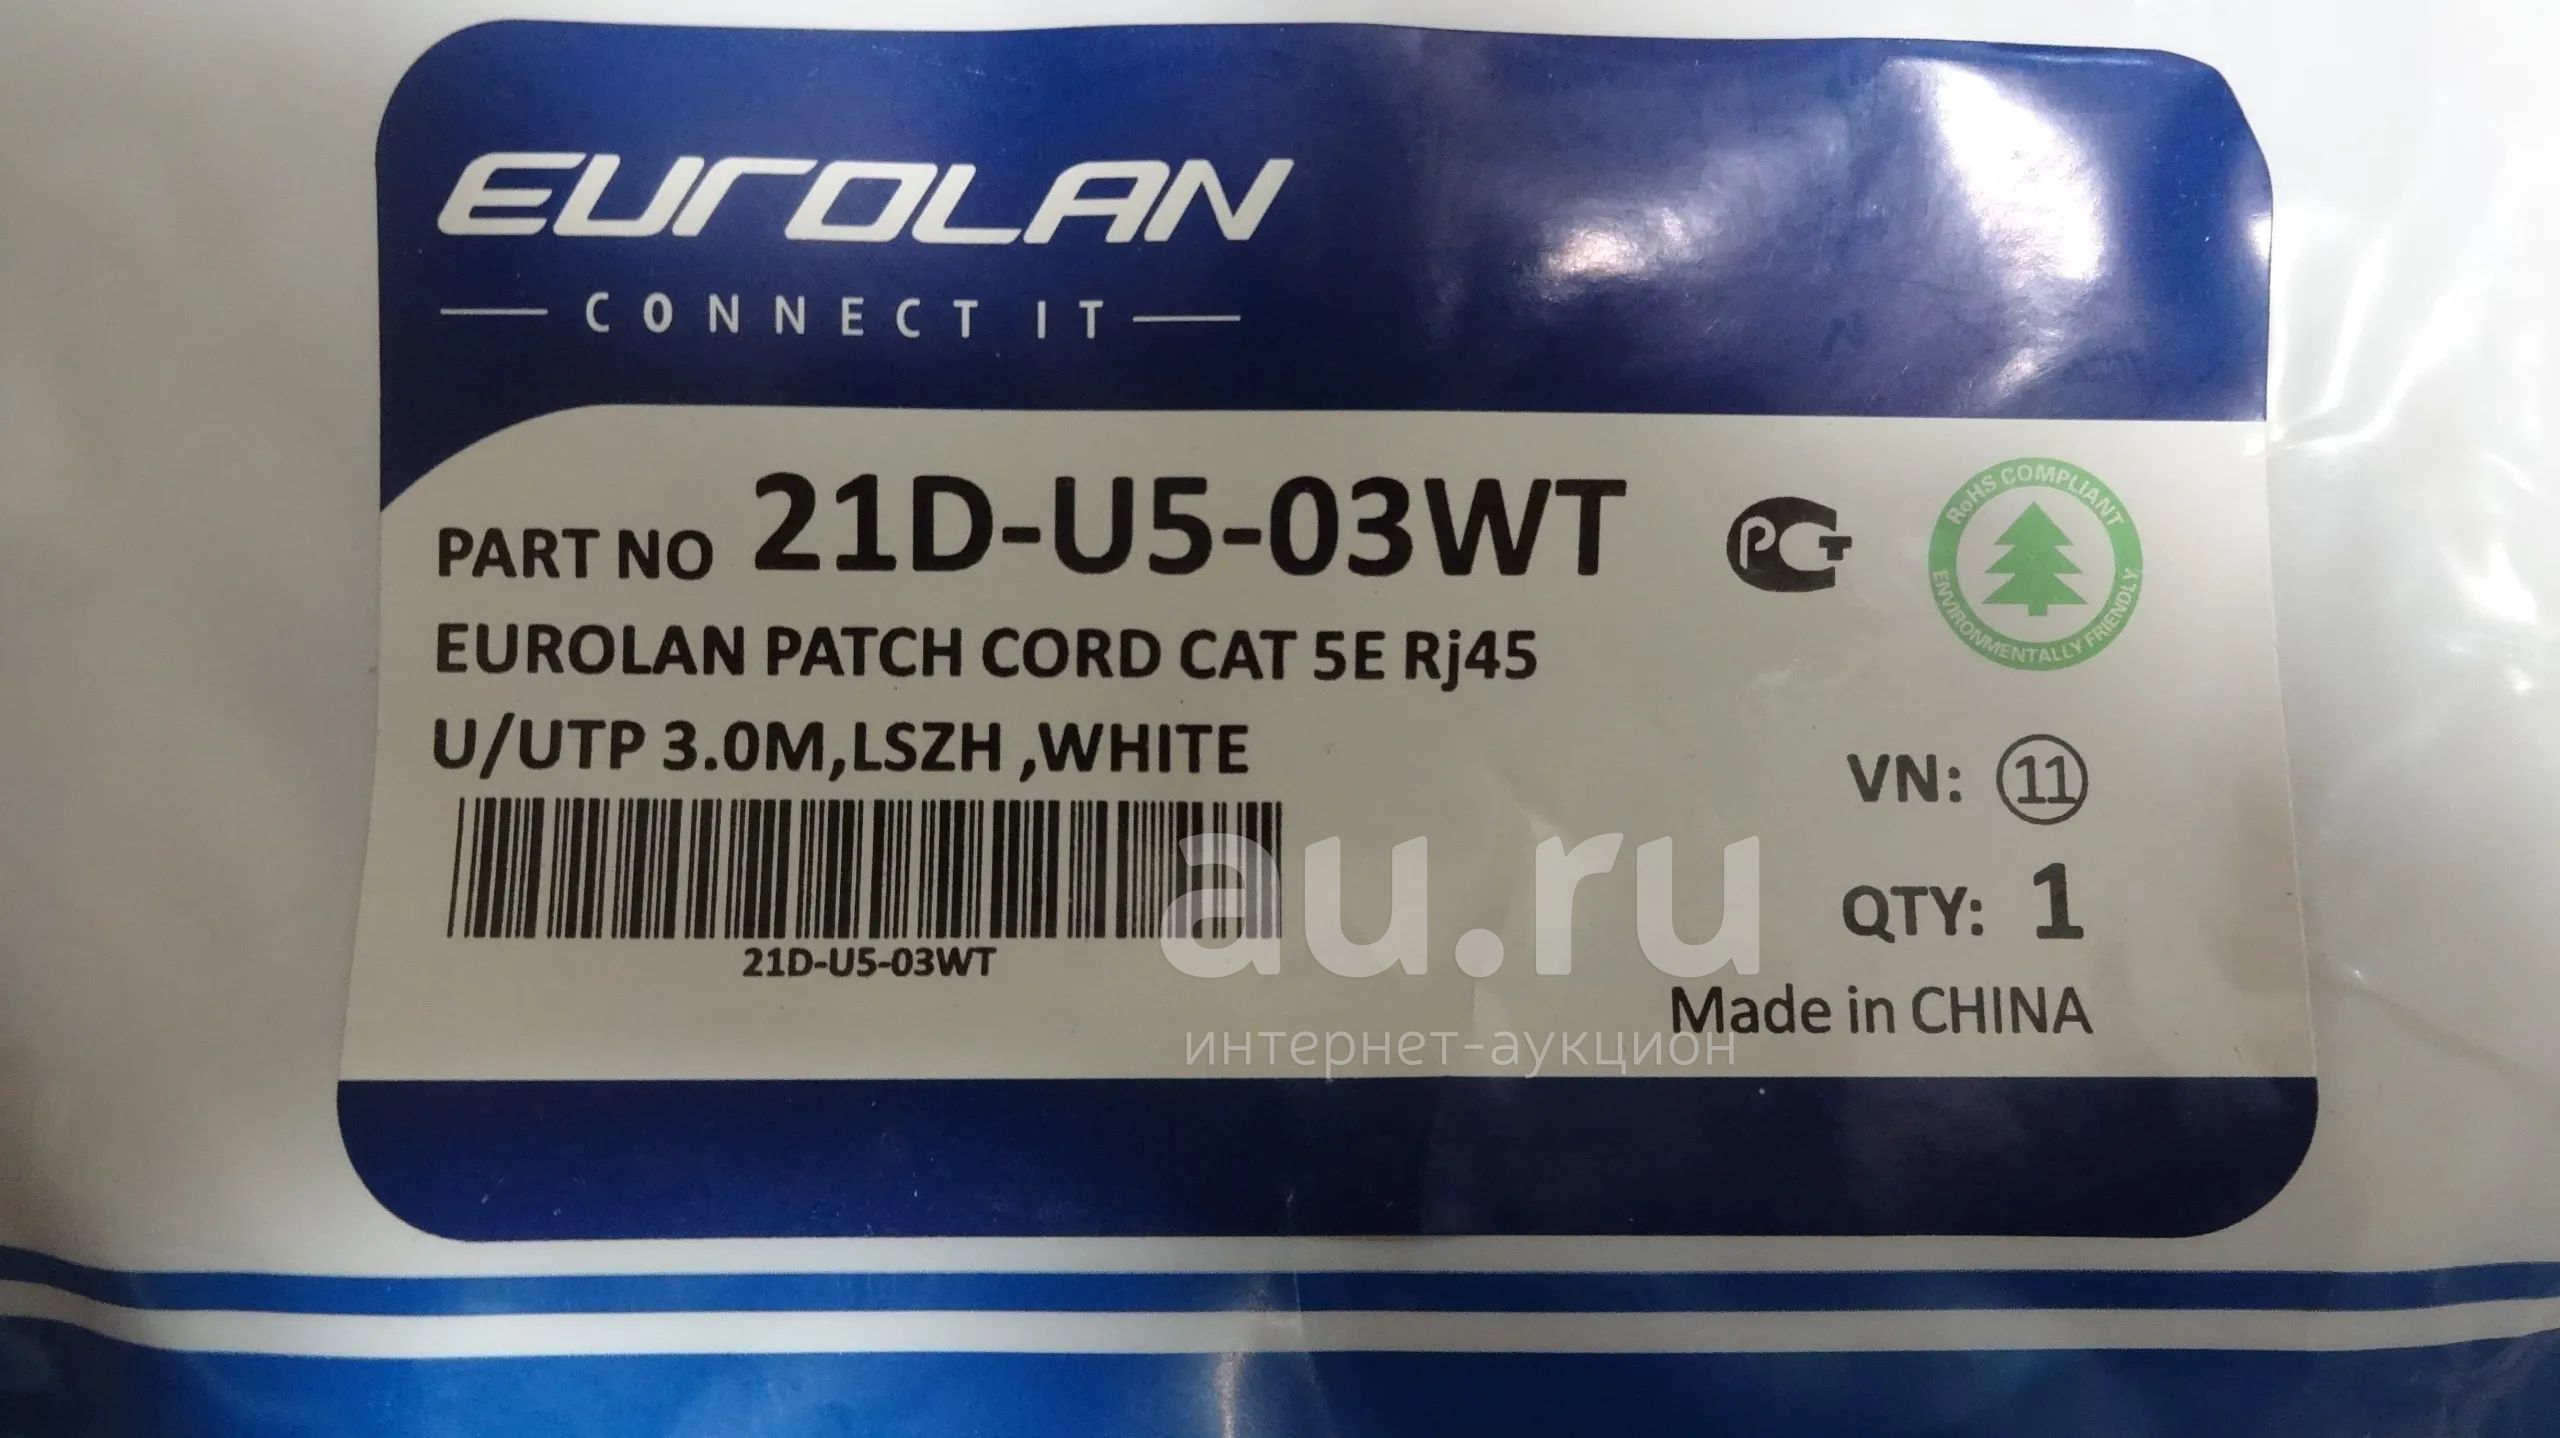 EUROLAN
CONNECT IT
PART NO 21D-U5-03WT
РСТ
RoHS COMPLIANT
ENVIRONMENTALLY FRIENDLY
EUROLAN PATCH CORD CAT 5E Rj45
U/UTP 3.0M,LSZH ,WHITE
VN: 11
QTY: 1
21D-U5-03WT
Made in CHINA
au.ru
интернет-аукцион